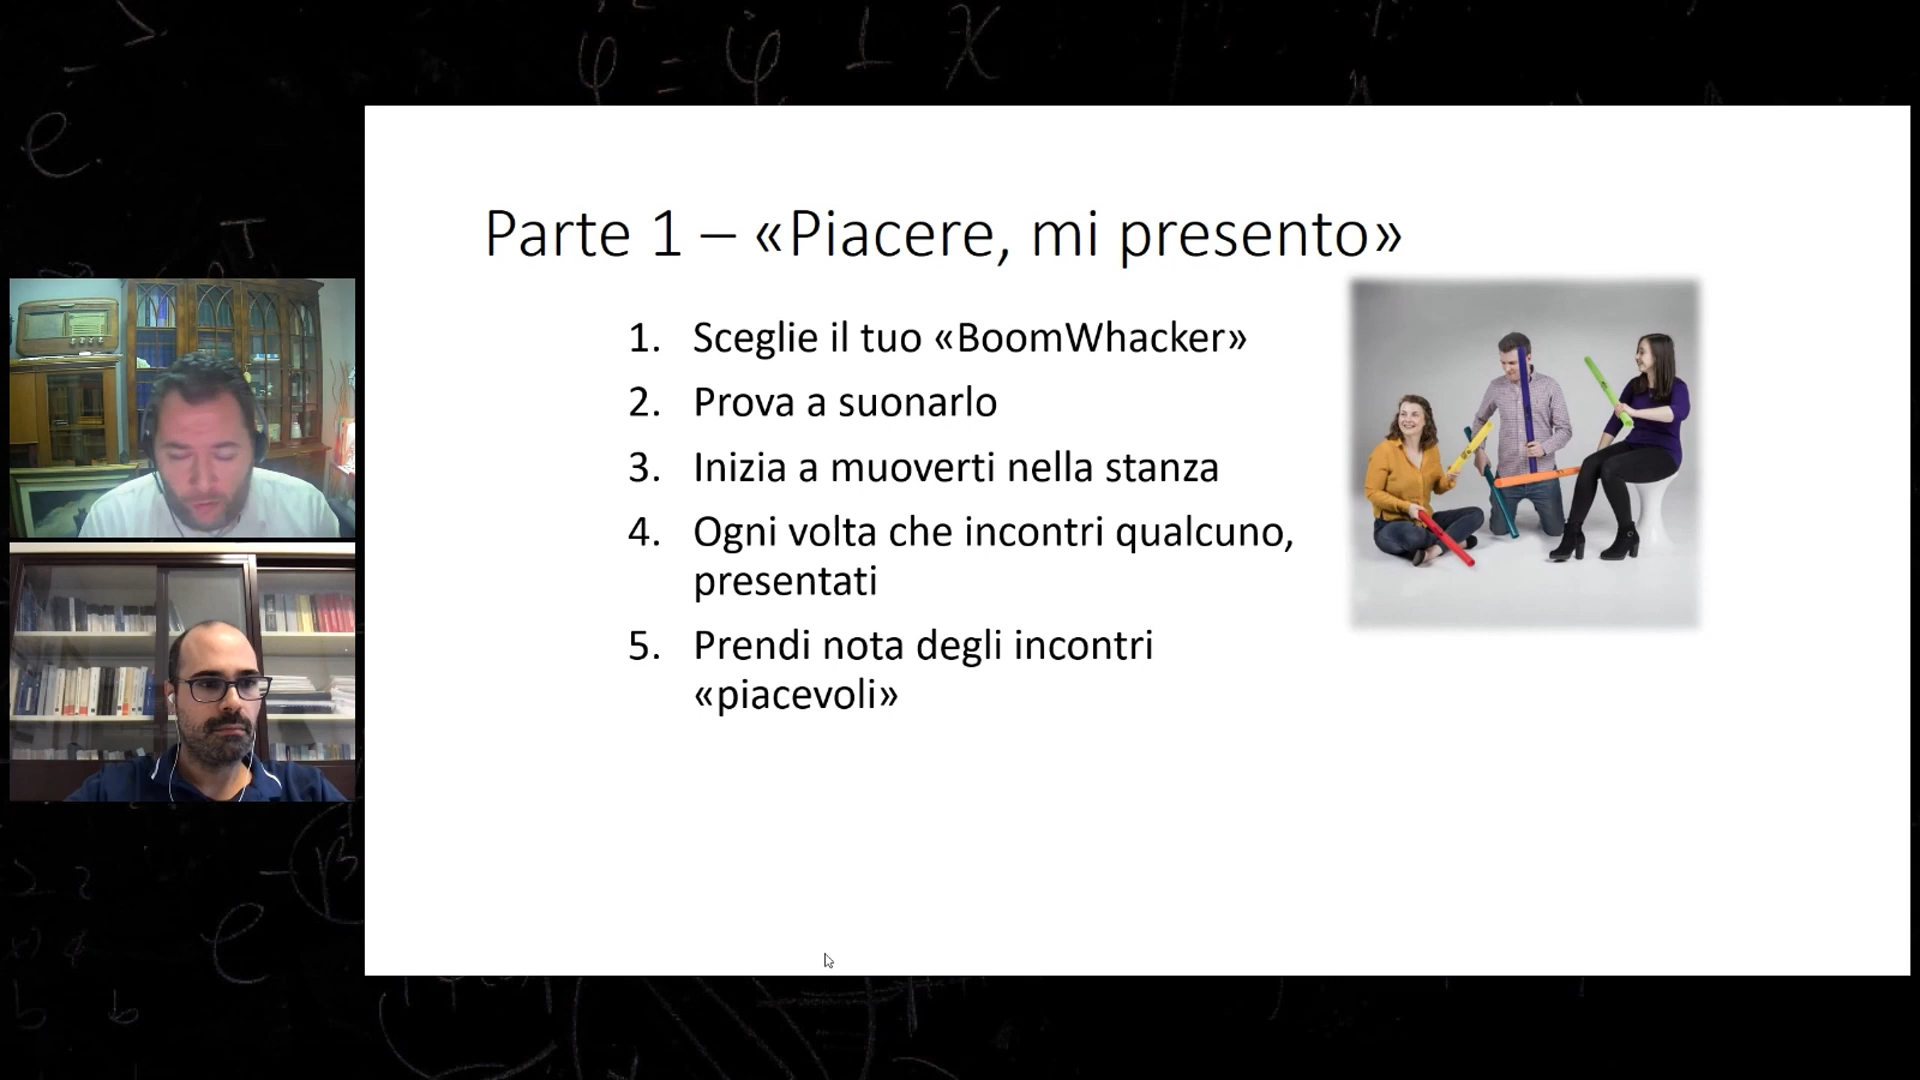 φ = φ ⊥ χ
e
T
Parte 1 – «Piacere, mi presento»
1. Sceglie il tuo «BoomWhacker»
2. Prova a suonarlo
3. Inizia a muoverti nella stanza
4. Ogni volta che incontri qualcuno,
presentati
5. Prendi nota degli incontri
«piacevoli»
β
e
b b